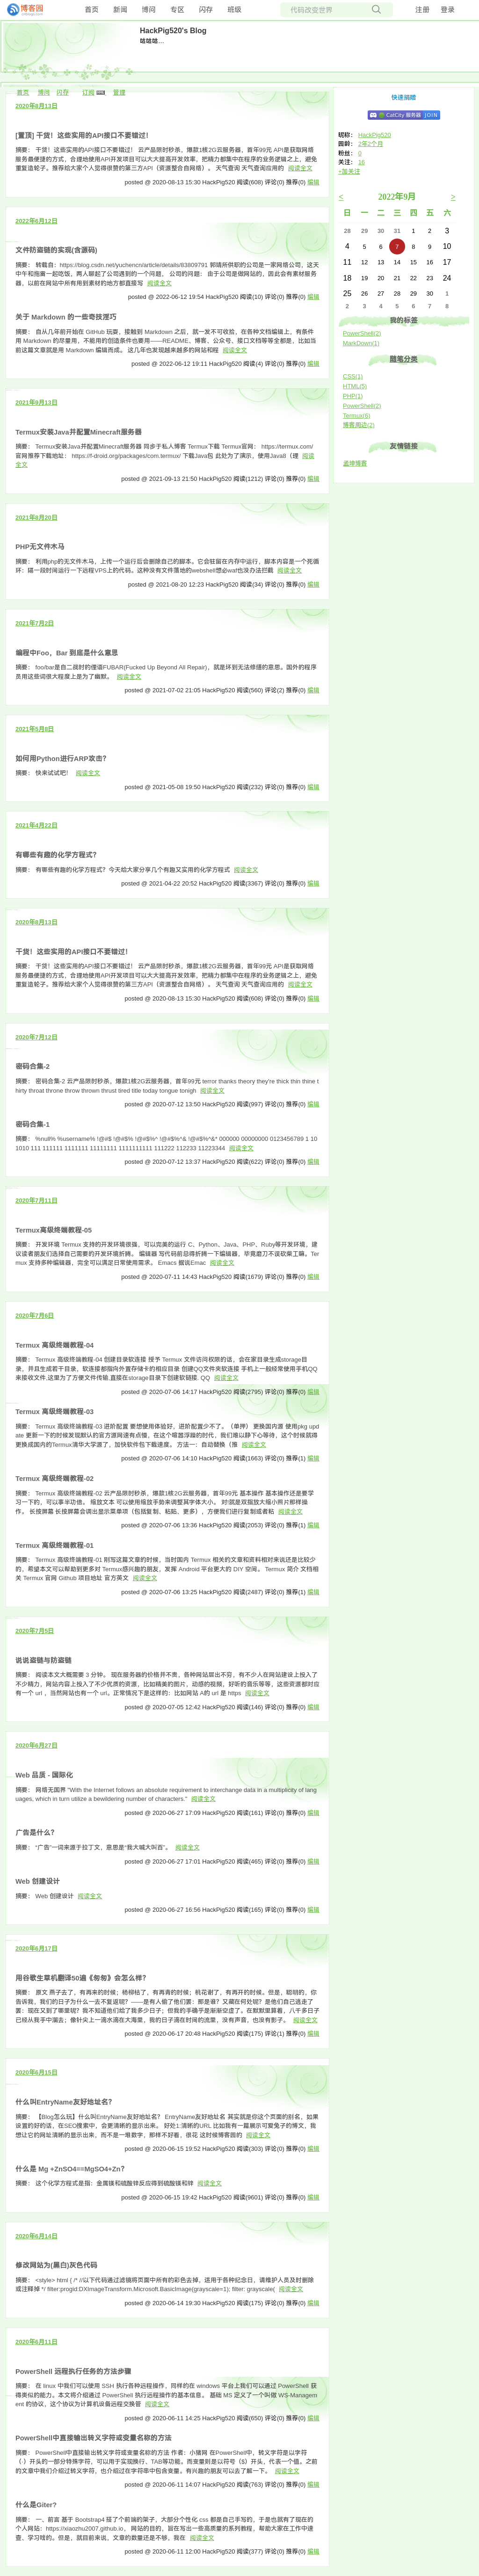 博客园
首页
新闻
博问
专区
闪存
班级
代码改变世界
注册
登录
HackPig520's Blog
咕咕咕....
首页
博问
闪存
订阅
管理
2020年8月13日
[置顶] 干货！这些实用的API接口不要错过！
摘要： 干货！这些实用的API接口不要错过！ 云产品限时秒杀，爆款1核2G云服务器，首年99元 API是获取网络
服务最便捷的方式，合理地使用API开发项目可以大大提高开发效率，把精力都集中在程序的业务逻辑之上，避免
重复造轮子。推荐给大家个人觉得很赞的第三方API（资源整合自网络）。 天气查询 天气查询应用的 阅读全文
posted @ 2020-08-13 15:30 HackPig520 阅读(608) 评论(0) 推荐(0) 编辑
2022年6月12日
文件防盗链的实现(含源码)
摘要： 转载自：https://blog.csdn.net/yuchencn/article/details/83809791 郭靖所供职的公司是一家网易公司，这天
中午和拖雷一起吃饭，两人聊起了公司遇到的一个问题。 公司的问题： 由于公司是做网站的，因此会有素材服务
器，以前在网站中所有用到素材的地方都直接写 阅读全文
posted @ 2022-06-12 19:54 HackPig520 阅读(10) 评论(0) 推荐(0) 编辑
关于 Markdown 的一些奇技淫巧
摘要： 自从几年前开始在 GitHub 玩耍，接触到 Markdown 之后，就一发不可收拾，在各种文档编辑上，有条件
用 Markdown 的尽量用，不能用的创造条件也要用——README、博客、公众号、接口文档等等全都是，比如当
前这篇文章就是用 Markdown 编辑而成。 这几年也发现越来越多的网站和程 阅读全文
posted @ 2022-06-12 19:11 HackPig520 阅读(4) 评论(0) 推荐(0) 编辑
2021年9月13日
Termux安装Java并配置Minecraft服务器
摘要： Termux安装Java并配置Minecraft服务器 同步于私人博客 Termux下载 Termux官网： https://termux.com/
官网推荐下载地址： https://f-droid.org/packages/com.termux/ 下载Java包 此处为了演示，使用Java8（建 阅读
全文
posted @ 2021-09-13 21:50 HackPig520 阅读(1212) 评论(0) 推荐(0) 编辑
2021年8月20日
PHP无文件木马
摘要： 利用php的无文件木马，上传一个运行后会删除自己的脚本。它会驻留在内存中运行，脚本内容是一个死循
环：隔一段时间运行一下远程VPS上的代码。这种没有文件落地的webshell想必waf也没办法拦截 阅读全文
posted @ 2021-08-20 12:23 HackPig520 阅读(34) 评论(0) 推荐(0) 编辑
2021年7月2日
编程中Foo，Bar 到底是什么意思
摘要： foo/bar是自二战时的俚语FUBAR(Fucked Up Beyond All Repair)，就是坏到无法修缮的意思。国外的程序
员用这些词很大程度上是为了幽默。 阅读全文
posted @ 2021-07-02 21:05 HackPig520 阅读(560) 评论(2) 推荐(0) 编辑
2021年5月8日
如何用Python进行ARP攻击？
摘要： 快来试试吧！ 阅读全文
posted @ 2021-05-08 19:50 HackPig520 阅读(232) 评论(0) 推荐(0) 编辑
2021年4月22日
有哪些有趣的化学方程式？
摘要： 有哪些有趣的化学方程式？今天给大家分享几个有趣又实用的化学方程式 阅读全文
posted @ 2021-04-22 20:52 HackPig520 阅读(3367) 评论(0) 推荐(0) 编辑
2020年8月13日
干货！这些实用的API接口不要错过！
摘要： 干货！这些实用的API接口不要错过！ 云产品限时秒杀，爆款1核2G云服务器，首年99元 API是获取网络
服务最便捷的方式，合理地使用API开发项目可以大大提高开发效率，把精力都集中在程序的业务逻辑之上，避免
重复造轮子。推荐给大家个人觉得很赞的第三方API（资源整合自网络）。 天气查询 天气查询应用的 阅读全文
posted @ 2020-08-13 15:30 HackPig520 阅读(608) 评论(0) 推荐(0) 编辑
2020年7月12日
密码合集-2
摘要： 密码合集-2 云产品限时秒杀，爆款1核2G云服务器，首年99元 terror thanks theory they're thick thin thine t
hirty throat throne throw thrown thrust tired title today tongue tonigh 阅读全文
posted @ 2020-07-12 13:50 HackPig520 阅读(997) 评论(0) 推荐(0) 编辑
密码合集-1
摘要： %null% %username% !@#$ !@#$% !@#$%^ !@#$%^& !@#$%^&* 000000 00000000 0123456789 1 10
1010 111 111111 1111111 11111111 1111111111 111222 112233 11223344 阅读全文
posted @ 2020-07-12 13:37 HackPig520 阅读(622) 评论(0) 推荐(0) 编辑
2020年7月11日
Termux高级终端教程-05
摘要： 开发环境 Termux 支持的开发环境很强，可以完美的运行 C、Python、Java、PHP、Ruby等开发环境，建
议读者朋友们选择自己需要的开发环境折腾。 编辑器 写代码前总得折腾一下编辑器，毕竟磨刀不误砍柴工嘛。Ter
mux 支持多种编辑器，完全可以满足日常使用需求。 Emacs 据说Emac 阅读全文
posted @ 2020-07-11 14:43 HackPig520 阅读(1679) 评论(0) 推荐(0) 编辑
2020年7月6日
Termux 高级终端教程-04
摘要： Termux 高级终端教程-04 创建目录软连接 授予 Termux 文件访问权限的话，会在家目录生成storage目
录，并且生成若干目录，软连接都指向外置存储卡的相应目录 创建QQ文件夹软连接 手机上一般经常使用手机QQ
来接收文件,这里为了方便文件传输,直接在storage目录下创建软链接. QQ 阅读全文
posted @ 2020-07-06 14:17 HackPig520 阅读(2795) 评论(0) 推荐(0) 编辑
Termux 高级终端教程-03
摘要： Termux 高级终端教程-03 进阶配置 要想使用体验好，进阶配置少不了。（单押） 更换国内源 使用pkg upd
ate 更新一下的时候发现默认的官方源网速有点慢，在这个喧嚣浮躁的时代，我们难以静下心等待，这个时候就得
更换成国内的Termux清华大学源了，加快软件包下载速度。 方法一：自动替换（推 阅读全文
posted @ 2020-07-06 14:10 HackPig520 阅读(1663) 评论(0) 推荐(1) 编辑
Termux 高级终端教程-02
摘要： Termux 高级终端教程-02 云产品限时秒杀，爆款1核2G云服务器，首年99元 基本操作 基本操作还是要学
习一下的，可以事半功倍。 缩放文本 可以使用缩放手势来调整其字体大小。 对!就是双指放大缩小照片那样操
作。 长按屏幕 长按屏幕会调出显示菜单项（包括复制、粘贴、更多），方便我们进行复制或者粘 阅读全文
posted @ 2020-07-06 13:36 HackPig520 阅读(2053) 评论(0) 推荐(1) 编辑
Termux 高级终端教程-01
摘要： Termux 高级终端教程-01 刚写这篇文章的时候，当时国内 Termux 相关的文章和资料相对来说还是比较少
的，希望本文可以帮助到更多对 Termux感兴趣的朋友，发挥 Android 平台更大的 DIY 空间。 Termux 简介 文档相
关 Termux 官网 Github 项目地址 官方英文 阅读全文
posted @ 2020-07-06 13:25 HackPig520 阅读(2487) 评论(0) 推荐(1) 编辑
2020年7月5日
说说盗链与防盗链
摘要： 阅读本文大概需要 3 分钟。 现在服务器的价格并不贵，各种网站层出不穷，有不少人在网站建设上投入了
不少精力，网站内容上投入了不少优质的资源，比如精美的图片，动感的视频，好听的音乐等等，这些资源都对应
有一个 url ，当然网站也有一个 url。正常情况下是这样的：比如网站 A的 url 是 https 阅读全文
posted @ 2020-07-05 12:42 HackPig520 阅读(146) 评论(0) 推荐(0) 编辑
2020年6月27日
Web 品质 - 国际化
摘要： 网络无国界 "With the Internet follows an absolute requirement to interchange data in a multiplicity of lang
uages, which in turn utilize a bewildering number of characters." 阅读全文
posted @ 2020-06-27 17:09 HackPig520 阅读(161) 评论(0) 推荐(0) 编辑
广告是什么？
摘要： “广告”一词来源于拉丁文，意思是“我大喊大叫百”。 阅读全文
posted @ 2020-06-27 17:01 HackPig520 阅读(465) 评论(0) 推荐(0) 编辑
Web 创建设计
摘要： Web 创建设计 阅读全文
posted @ 2020-06-27 16:56 HackPig520 阅读(165) 评论(0) 推荐(0) 编辑
2020年6月17日
用谷歌生草机翻译50遍《匆匆》会怎么样？
摘要： 原文 燕子去了，有再来的时候；杨柳枯了，有再青的时候；桃花谢了，有再开的时候。但是，聪明的，你
告诉我，我们的日子为什么一去不复返呢？——是有人偷了他们罢：那是谁？又藏在何处呢？是他们自己逃走了
罢：现在又到了哪里呢？ 我不知道他们给了我多少日子；但我的手确乎是渐渐空虚了。在默默里算着，八千多日子
已经从我手中溜去；像针尖上一滴水滴在大海里，我的日子滴在时间的流里，没有声音，也没有影子。 阅读全文
posted @ 2020-06-17 20:48 HackPig520 阅读(175) 评论(1) 推荐(0) 编辑
2020年6月15日
什么叫EntryName友好地址名？
摘要： 【Blog怎么玩】什么叫EntryName友好地址名？ EntryName友好地址名 其实就是你这个页面的别名，如果
设置的好的话，在SEO搜索中，会更清晰的显示出来。 好处1:清晰的URL 比如我有一篇展示可爱兔子的博文，我
想让它的网址清晰的显示出来，而不是一堆数字，那样不好看，很花 这时候博客园的 阅读全文
posted @ 2020-06-15 19:52 HackPig520 阅读(303) 评论(0) 推荐(0) 编辑
什么是 Mg +ZnSO4==MgSO4+Zn？
摘要： 这个化学方程式是指：金属镁和硫酸锌反应得到硫酸镁和锌 阅读全文
posted @ 2020-06-15 19:42 HackPig520 阅读(9601) 评论(0) 推荐(0) 编辑
2020年6月14日
修改网站为(黑白)灰色代码
摘要： <style> html { /* //以下代码通过滤镜将页面中所有的彩色去掉，适用于各种纪念日，请维护人员及时删除
或注释掉 */ filter:progid:DXImageTransform.Microsoft.BasicImage(grayscale=1); filter: grayscale( 阅读全文
posted @ 2020-06-14 19:30 HackPig520 阅读(175) 评论(0) 推荐(0) 编辑
2020年6月11日
PowerShell 远程执行任务的方法步骤
摘要： 在 linux 中我们可以使用 SSH 执行各种远程操作，同样的在 windows 平台上我们可以通过 PowerShell 获
得类似的能力。本文将介绍通过 PowerShell 执行远程操作的基本信息。 基础 MS 定义了一个叫做 WS-Managem
ent 的协议，这个协议为计算机设备远程交换管 阅读全文
posted @ 2020-06-11 14:25 HackPig520 阅读(650) 评论(0) 推荐(0) 编辑
PowerShell中直接输出转义字符或变量名称的方法
摘要： PowerShell中直接输出转义字符或变量名称的方法 作者：小猪网 在PowerShell中，转义字符是以字符
（`）开头的一部分特殊字符，可以用于实现换行、TAB等功能。而变量则是以符号（$）开头，代表一个值。之前的
文章中我们介绍过转义字符，也介绍过在字符串中包含变量。有兴趣的朋友可以去了解一下。 阅读全文
posted @ 2020-06-11 14:07 HackPig520 阅读(763) 评论(0) 推荐(0) 编辑
什么是Giter？
摘要： 一、前言 基于 Bootstrap4 搭了个前端的架子，大部分个性化 css 都是自己手写的，于是也就有了现在的
个人网站：https://xiaozhu2007.github.io。 网站的目的，旨在写出一些高质量的系列教程，帮助大家在工作中速
查、学习啥的。但是，就目前来说，文章的数量还是不够，我在 阅读全文
posted @ 2020-06-11 12:00 HackPig520 阅读(377) 评论(0) 推荐(0) 编辑
快速捐赠
CatCity 服务器 JOIN
昵称： HackPig520
园龄： 2年2个月
粉丝： 0
关注： 16
+加关注
< 2022年9月 >
日 一 二 三 四 五 六
28 29 30 31 1 2 3
4 5 6 7 8 9 10
11 12 13 14 15 16 17
18 19 20 21 22 23 24
25 26 27 28 29 30 1
2 3 4 5 6 7 8
我的标签
PowerShell(2)
MarkDown(1)
随笔分类
CSS(1)
HTML(5)
PHP(1)
PowerShell(2)
Termux(6)
博客周边(2)
友情链接
孟坤博客